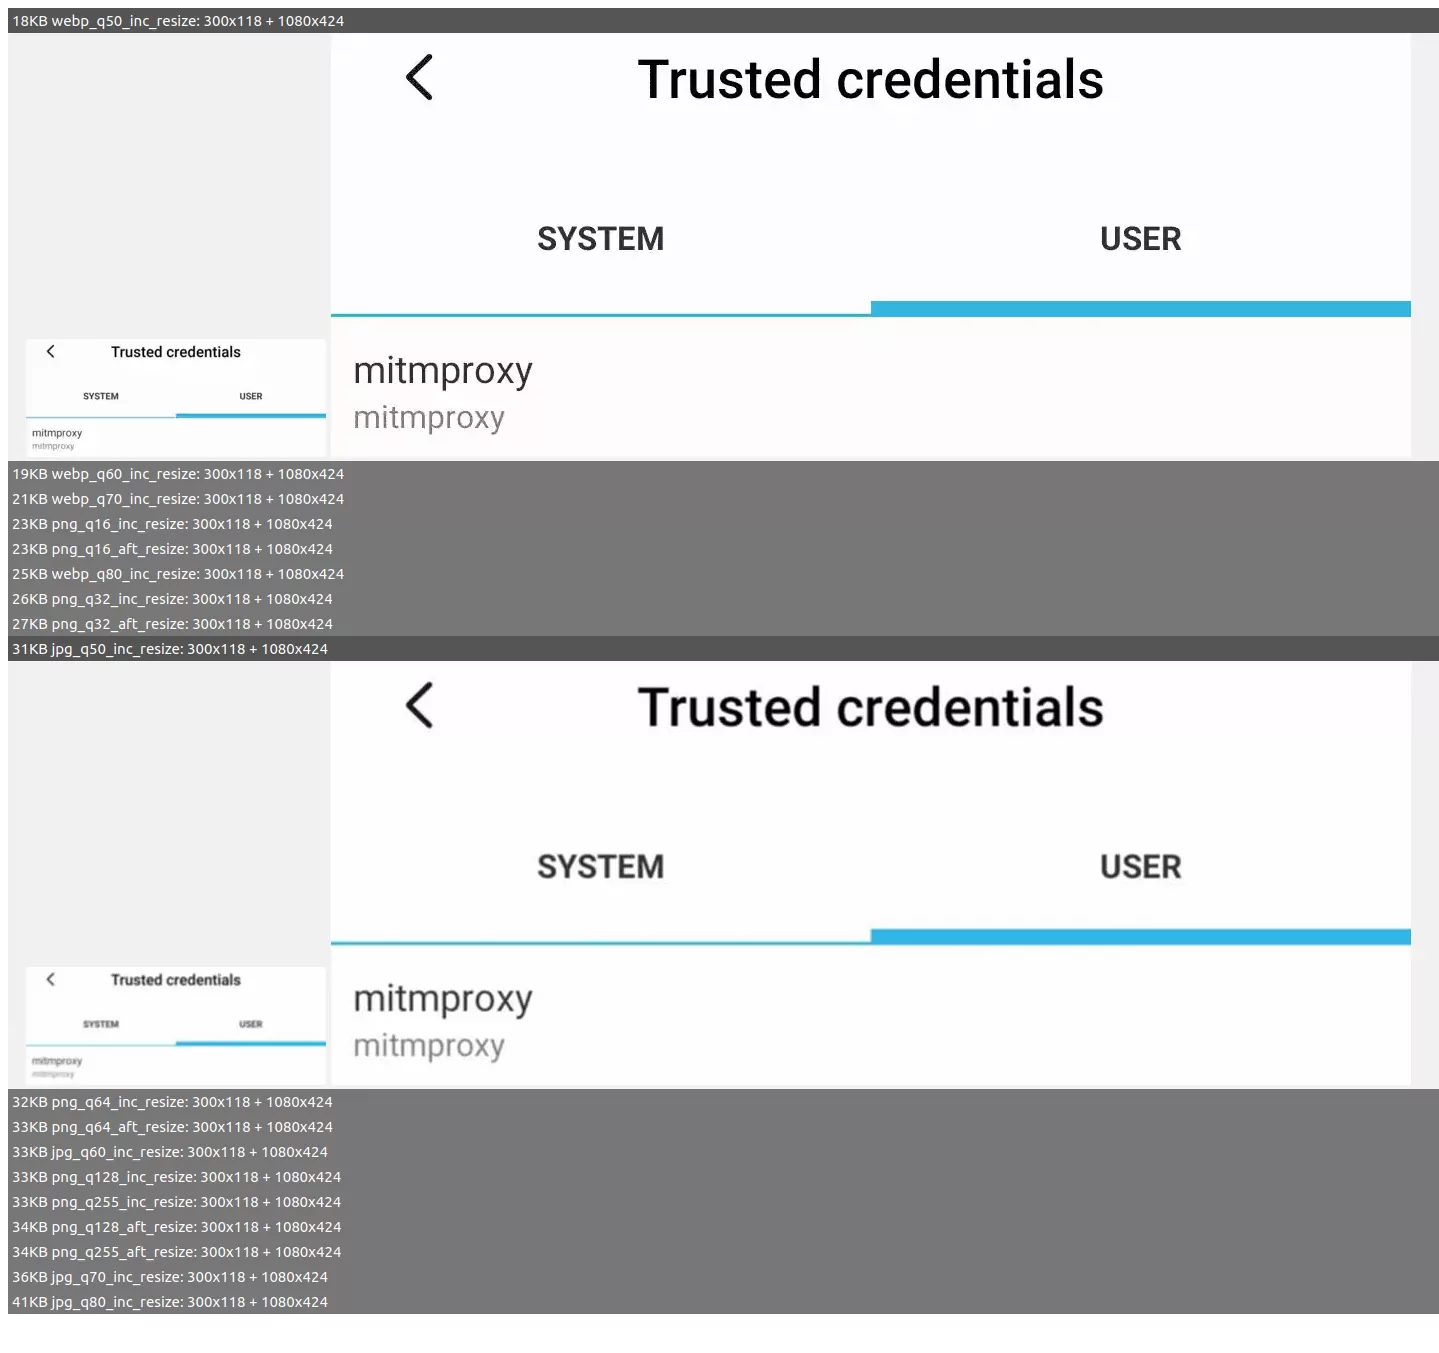 18KB webp_q50_inc_resize: 300x118 + 1080x424
Trusted credentials
SYSTEM USER
mitmproxy
mitmproxy
Trusted credentials
SYSTEM USER
mitmproxy
mitmproxy
19KB webp_q60_inc_resize: 300x118 + 1080x424
21KB webp_q70_inc_resize: 300x118 + 1080x424
23KB png_q16_inc_resize: 300x118 + 1080x424
23KB png_q16_aft_resize: 300x118 + 1080x424
25KB webp_q80_inc_resize: 300x118 + 1080x424
26KB png_q32_inc_resize: 300x118 + 1080x424
27KB png_q32_aft_resize: 300x118 + 1080x424
31KB jpg_q50_inc_resize: 300x118 + 1080x424
Trusted credentials
SYSTEM USER
mitmproxy
mitmproxy
Trusted credentials
SYSTEM USER
mitmproxy
mitmproxy
32KB png_q64_inc_resize: 300x118 + 1080x424
33KB png_q64_aft_resize: 300x118 + 1080x424
33KB jpg_q60_inc_resize: 300x118 + 1080x424
33KB png_q128_inc_resize: 300x118 + 1080x424
33KB png_q255_inc_resize: 300x118 + 1080x424
34KB png_q128_aft_resize: 300x118 + 1080x424
34KB png_q255_aft_resize: 300x118 + 1080x424
36KB jpg_q70_inc_resize: 300x118 + 1080x424
41KB jpg_q80_inc_resize: 300x118 + 1080x424